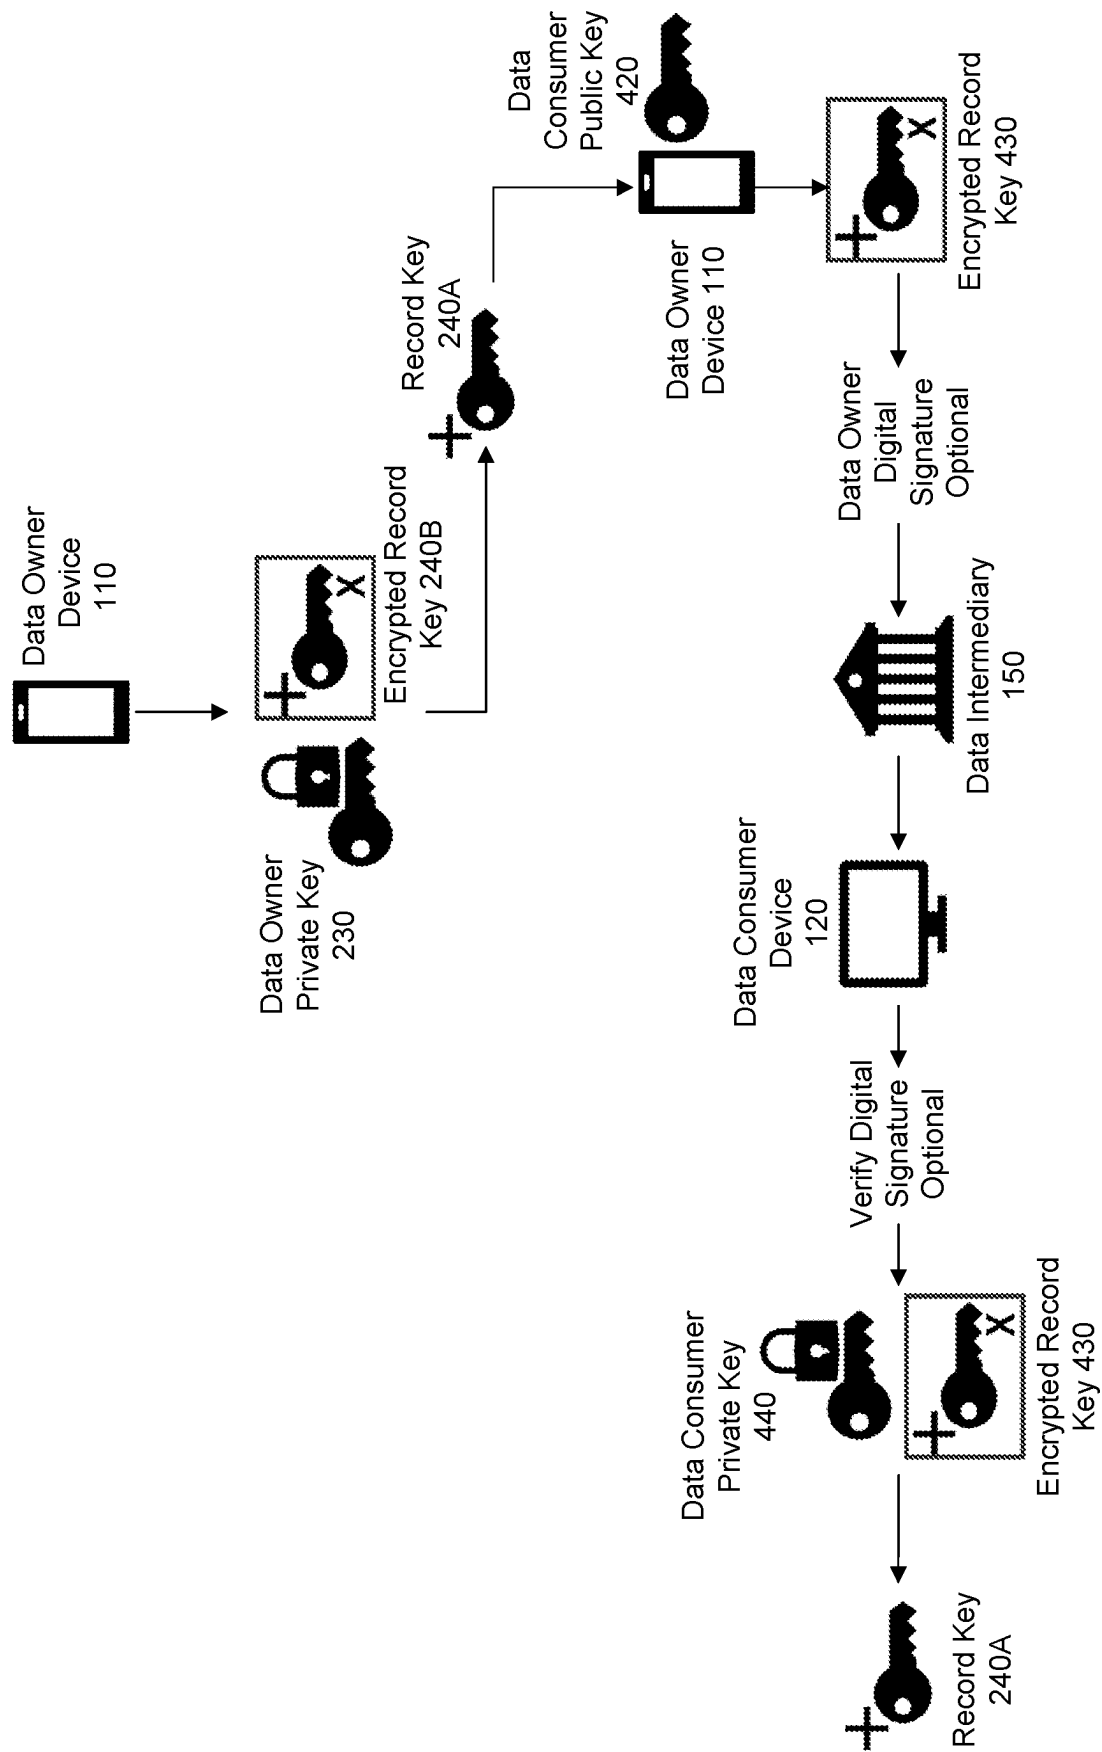 Data Owner
Device
110
Data Owner
Private Key
230
Encrypted Record
Key 240B
Record Key
240A
Data
Consumer
Public Key
420
Data Owner
Device 110
Encrypted Record
Key 430
Data Owner
Digital
Signature
Optional
Data Intermediary
150
Data Consumer
Device
120
Verify Digital
Signature
Optional
Data Consumer
Private Key
440
Encrypted Record
Key 430
Record Key
240A